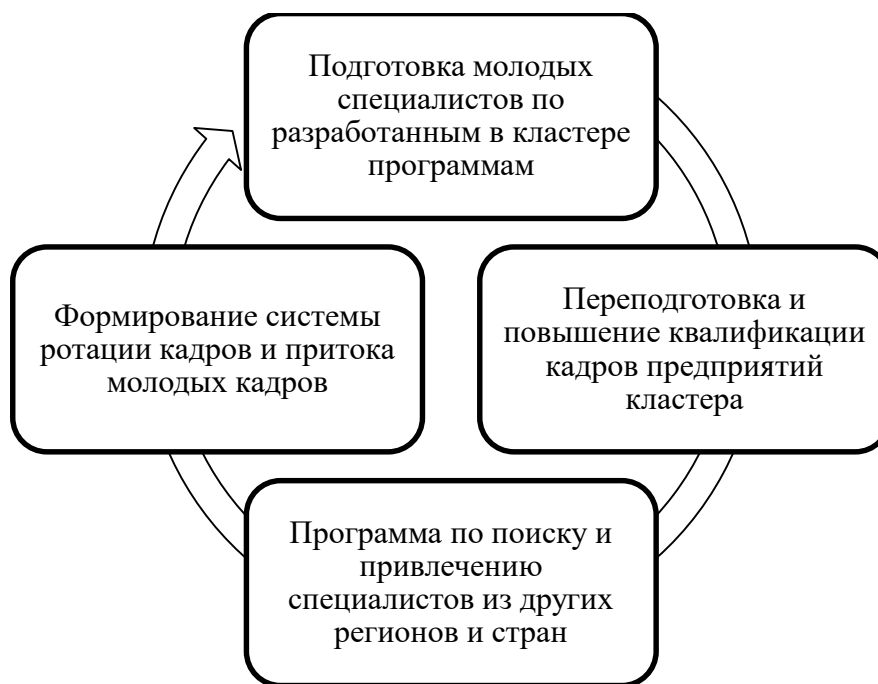 Подготовка молодых
специалистов по
разработанным в кластере
программам
Формирование системы
ротации кадров и притока
молодых кадров
Переподготовка и
повышение квалификации
кадров предприятий
кластера
Программа по поиску и
привлечению
специалистов из других
регионов и стран